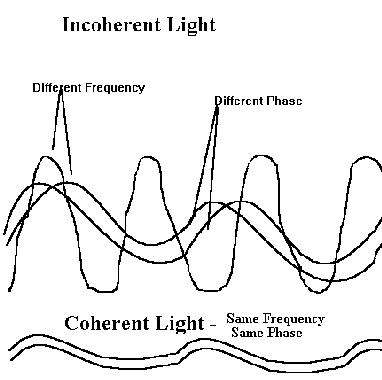 Incoherent Light
Different Frequency
Different Phase
Coherent Light - Same Frequency
Same Phase